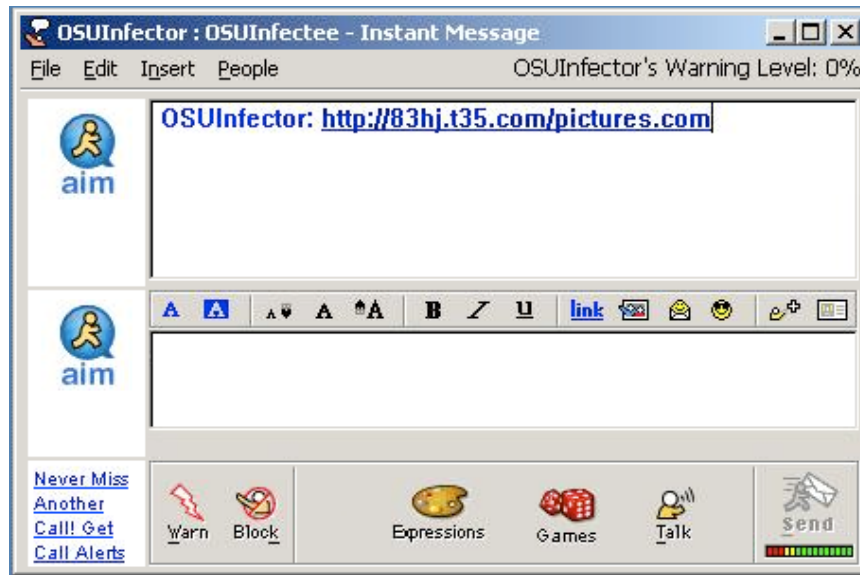 OSUInfector : OSUInfectee - Instant Message
File Edit Insert People OSUInfector's Warning Level: 0%
OSUInfector: http://83hj.t35.com/pictures.com
aim
A A A A A B I U link
aim
Never Miss
Another
Call! Get
Call Alerts
Warn Block Expressions Games Talk Send